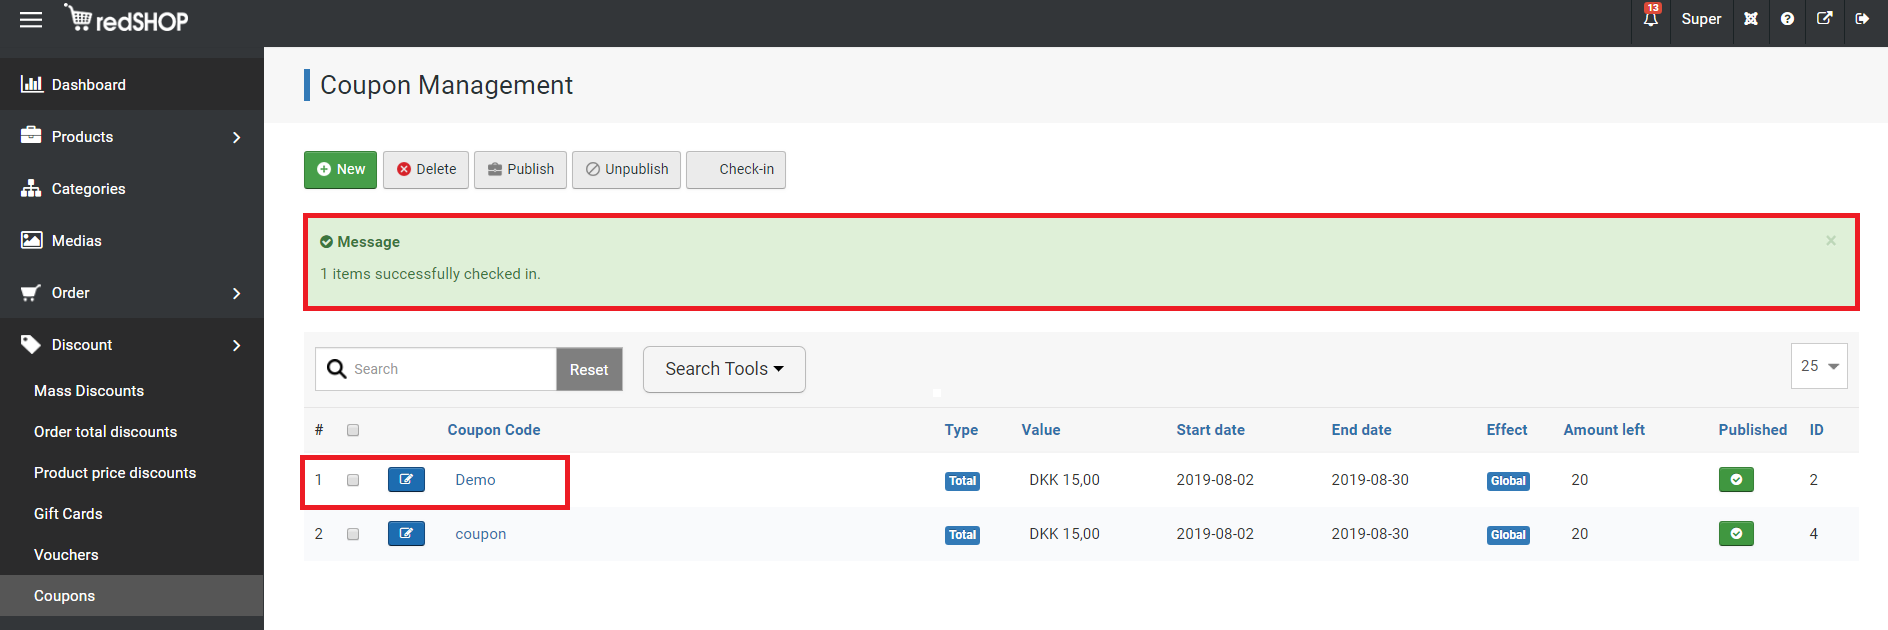 redSHOP
13
Super
Dashboard
Products
Categories
Medias
Order
Discount
Mass Discounts
Order total discounts
Product price discounts
Gift Cards
Vouchers
Coupons
Coupon Management
New Delete Publish Unpublish Check-in
Message ×
1 items successfully checked in.
Search Reset Search Tools 25
# Coupon Code Type Value Start date End date Effect Amount left Published ID
1 Demo Total DKK 15,00 2019-08-02 2019-08-30 Global 20 2
2 coupon Total DKK 15,00 2019-08-02 2019-08-30 Global 20 4